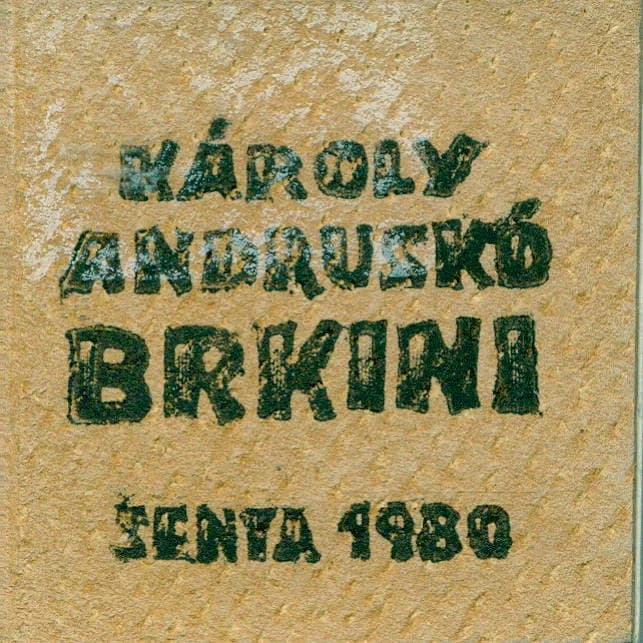 KÁROLY
ANDRUSKÓ
BRKINI
SENTA 1980